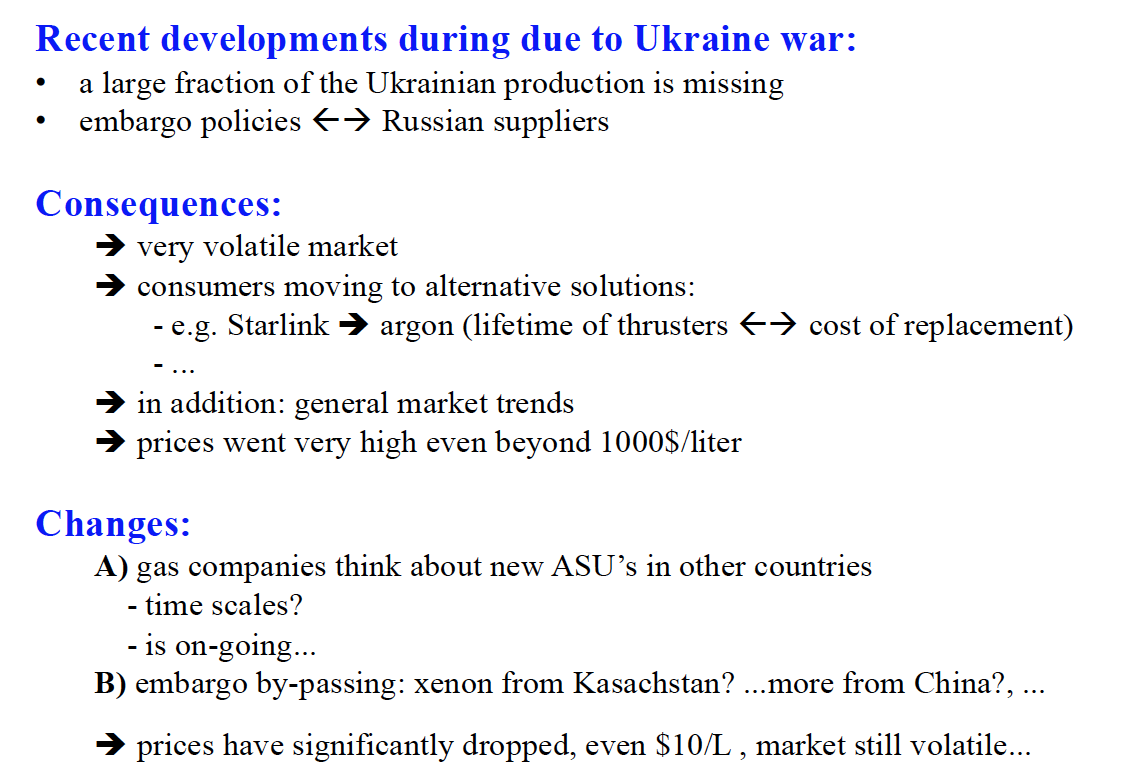 Recent developments during due to Ukraine war:
• a large fraction of the Ukrainian production is missing
• embargo policies ←→ Russian suppliers
Consequences:
➔ very volatile market
➔ consumers moving to alternative solutions:
- e.g. Starlink ➔ argon (lifetime of thrusters ←→ cost of replacement)
- ...
➔ in addition: general market trends
➔ prices went very high even beyond 1000$/liter
Changes:
A) gas companies think about new ASU’s in other countries
- time scales?
- is on-going...
B) embargo by-passing: xenon from Kasachstan? ...more from China?, ...
➔ prices have significantly dropped, even $10/L , market still volatile...